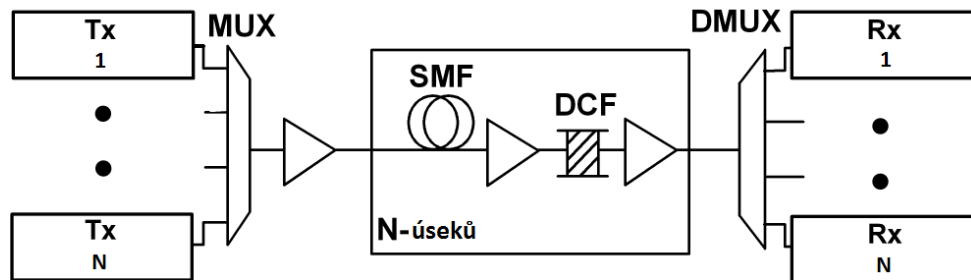 Tx
1
MUX
SMF
DCF
DMUX
Rx
1
N-úseků
Tx
N
Rx
N